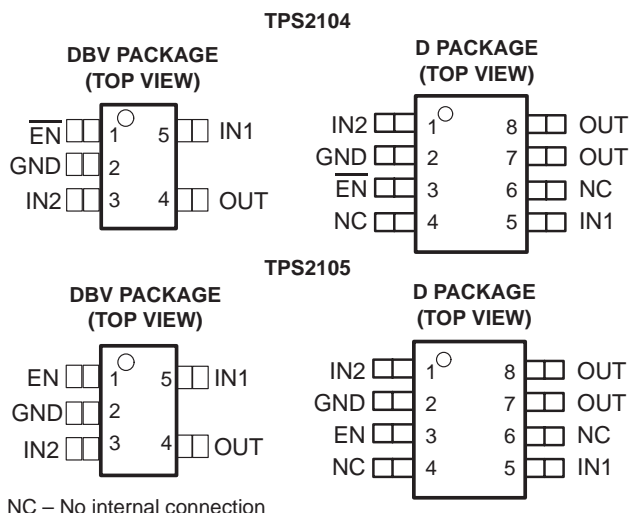 TPS2104
DBV PACKAGE
(TOP VIEW)
E̅N̅ 1 5 IN1
GND 2
IN2 3 4 OUT
D PACKAGE
(TOP VIEW)
IN2 1 8 OUT
GND 2 7 OUT
E̅N̅ 3 6 NC
NC 4 5 IN1
TPS2105
DBV PACKAGE
(TOP VIEW)
EN 1 5 IN1
GND 2
IN2 3 4 OUT
D PACKAGE
(TOP VIEW)
IN2 1 8 OUT
GND 2 7 OUT
EN 3 6 NC
NC 4 5 IN1
NC – No internal connection